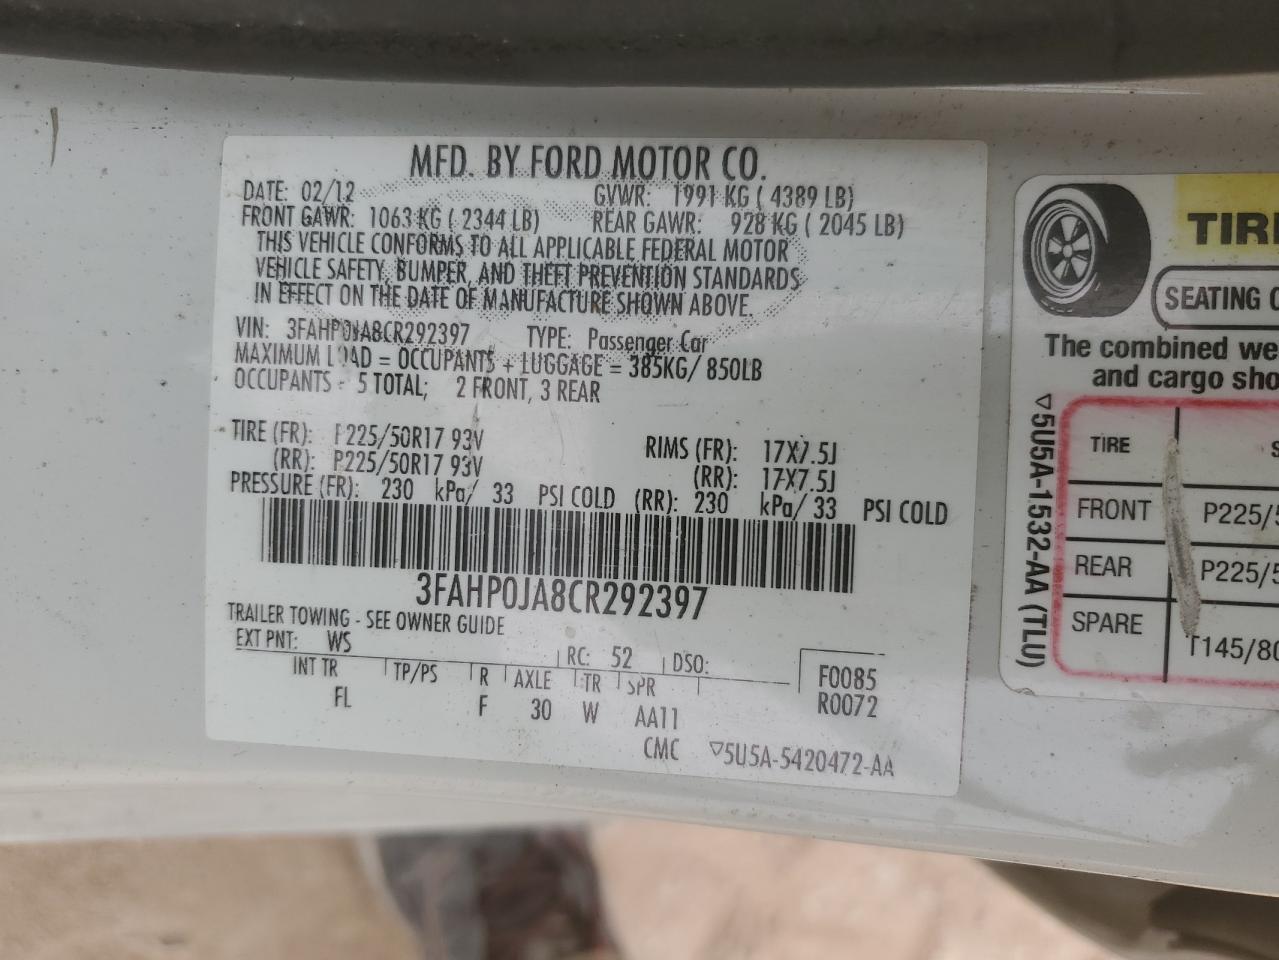 MFD. BY FORD MOTOR CO.
DATE: 02/12 GVWR: 1991 KG ( 4389 LB)
FRONT GAWR: 1063 KG ( 2344 LB) REAR GAWR: 928 KG ( 2045 LB)
THIS VEHICLE CONFORMS TO ALL APPLICABLE FEDERAL MOTOR
VEHICLE SAFETY, BUMPER, AND THEFT PREVENTION STANDARDS
IN EFFECT ON THE DATE OF MANUFACTURE SHOWN ABOVE.
VIN: 3FAHP0JA8CR292397 TYPE: Passenger Car
MAXIMUM LOAD = OCCUPANTS + LUGGAGE = 385KG/ 850LB
OCCUPANTS - 5 TOTAL; 2 FRONT, 3 REAR
TIRE (FR): P225/50R17 93V RIMS (FR): 17X7.5J
(RR): P225/50R17 93V (RR): 17X7.5J
PRESSURE (FR): 230 kPa/ 33 PSI COLD (RR): 230 kPa/ 33 PSI COLD
3FAHP0JA8CR292397
TRAILER TOWING - SEE OWNER GUIDE
EXT PNT: WS RC: 52 DSO:
INT TR TP/PS R AXLE TR SPR F0085
FL F 30 W AA11 R0072
CMC ▽5U5A-5420472-AA
TIRE
SEATING
The combined
and cargo
▽5U5A-1532-AA (TLU)
TIRE
FRONT P225/
REAR P225/
SPARE T145/80